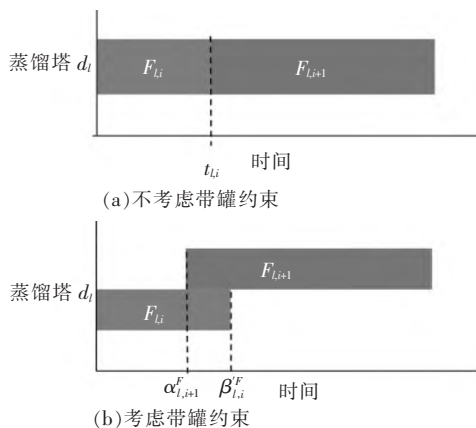 蒸馏塔 d_l
F_{l,i}
F_{l,i+1}
t_{l,i}
时间
(a)不考虑带罐约束
蒸馏塔 d_l
F_{l,i+1}
F_{l,i}
α^F_{l,i+1}
β'^F_{l,i}
时间
(b)考虑带罐约束